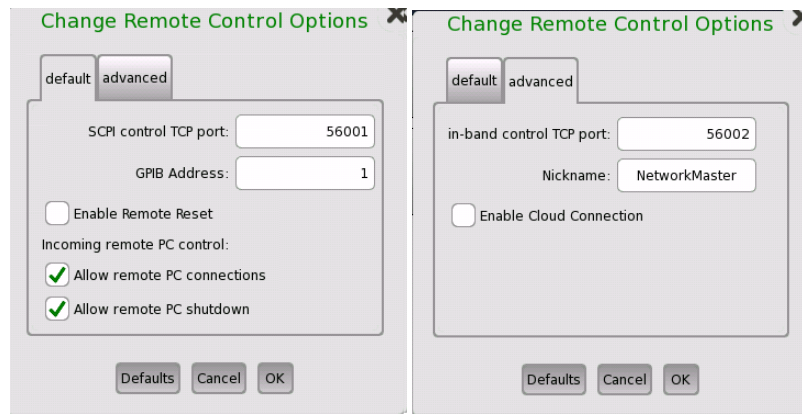 Change Remote Control Options
default advanced
SCPI control TCP port: 56001
GPIB Address: 1
Enable Remote Reset
Incoming remote PC control:
Allow remote PC connections
Allow remote PC shutdown
Defaults Cancel OK
Change Remote Control Options
default advanced
in-band control TCP port: 56002
Nickname: NetworkMaster
Enable Cloud Connection
Defaults Cancel OK